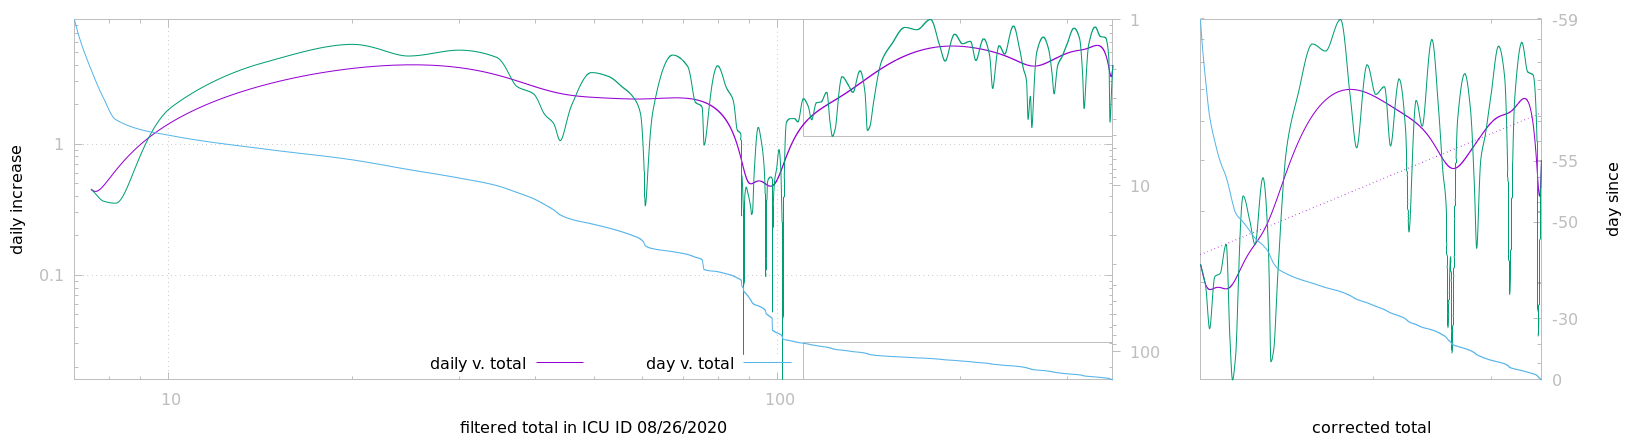 daily increase
1
0.1
10
100
filtered total in ICU ID 08/26/2020
daily v. total
day v. total
1
10
100
corrected total
-59
-55
-50
-30
0
day since